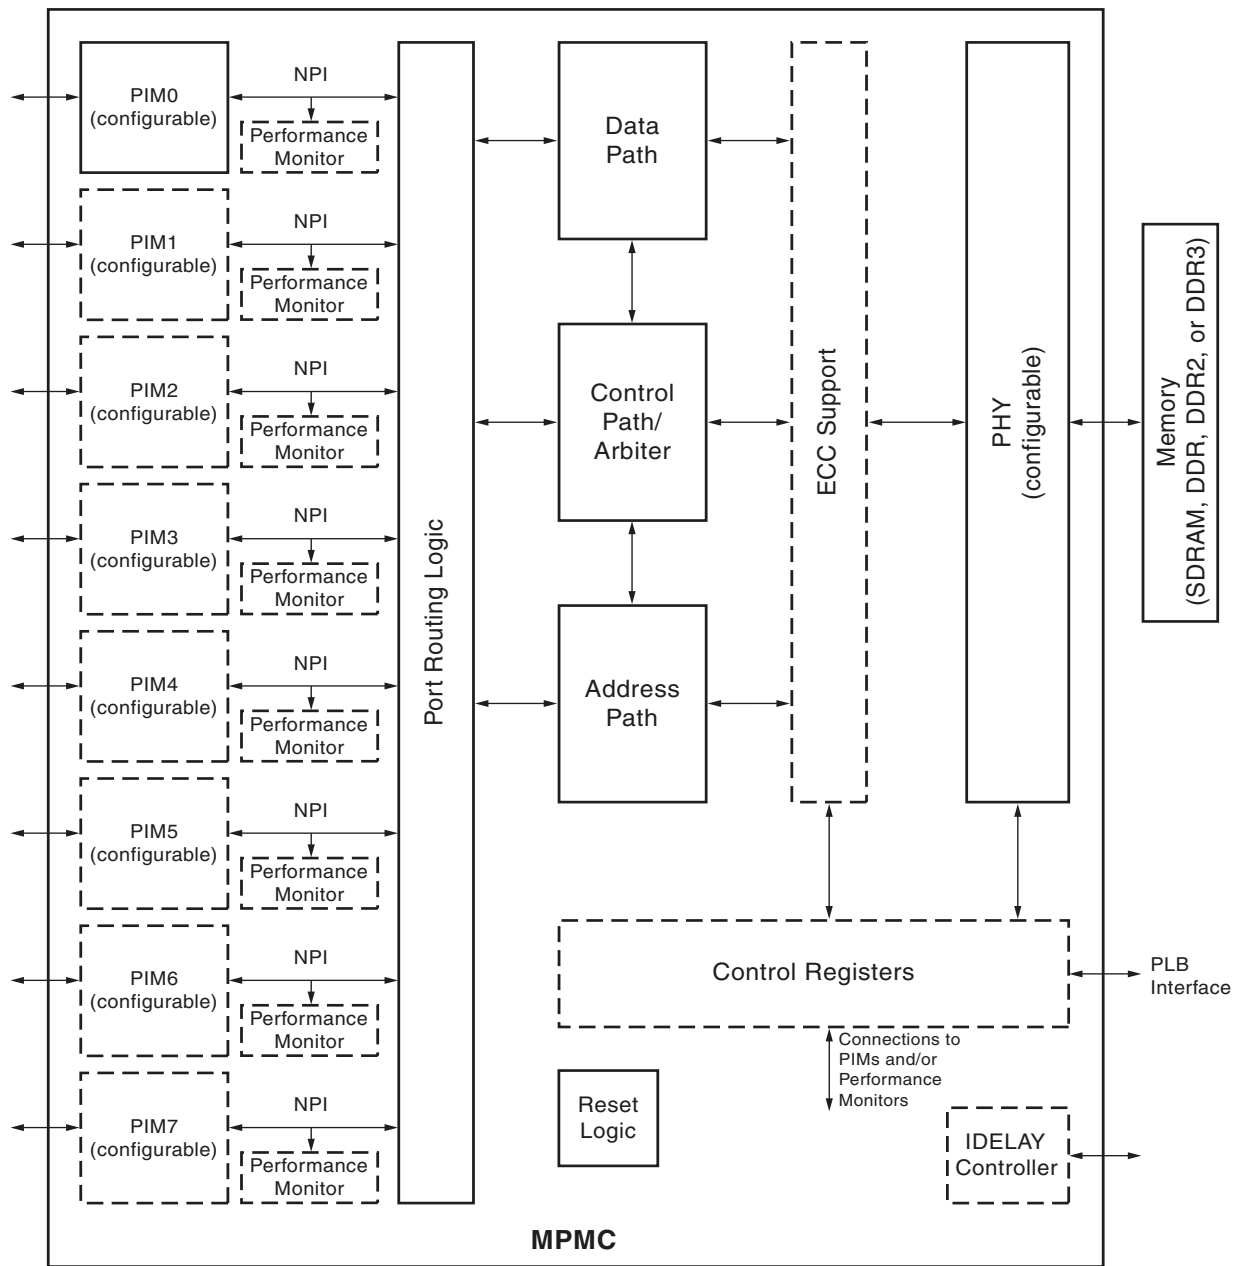 PIM0
(configurable)
NPI
Performance
Monitor
PIM1
(configurable)
NPI
Performance
Monitor
PIM2
(configurable)
NPI
Performance
Monitor
PIM3
(configurable)
NPI
Performance
Monitor
PIM4
(configurable)
NPI
Performance
Monitor
PIM5
(configurable)
NPI
Performance
Monitor
PIM6
(configurable)
NPI
Performance
Monitor
PIM7
(configurable)
NPI
Performance
Monitor
Port Routing Logic
Data
Path
Control
Path/
Arbiter
Address
Path
ECC Support
PHY
(configurable)
Memory
(SDRAM, DDR, DDR2, or DDR3)
Control Registers
PLB
Interface
Connections to
PIMs and/or
Performance
Monitors
Reset
Logic
IDELAY
Controller
MPMC